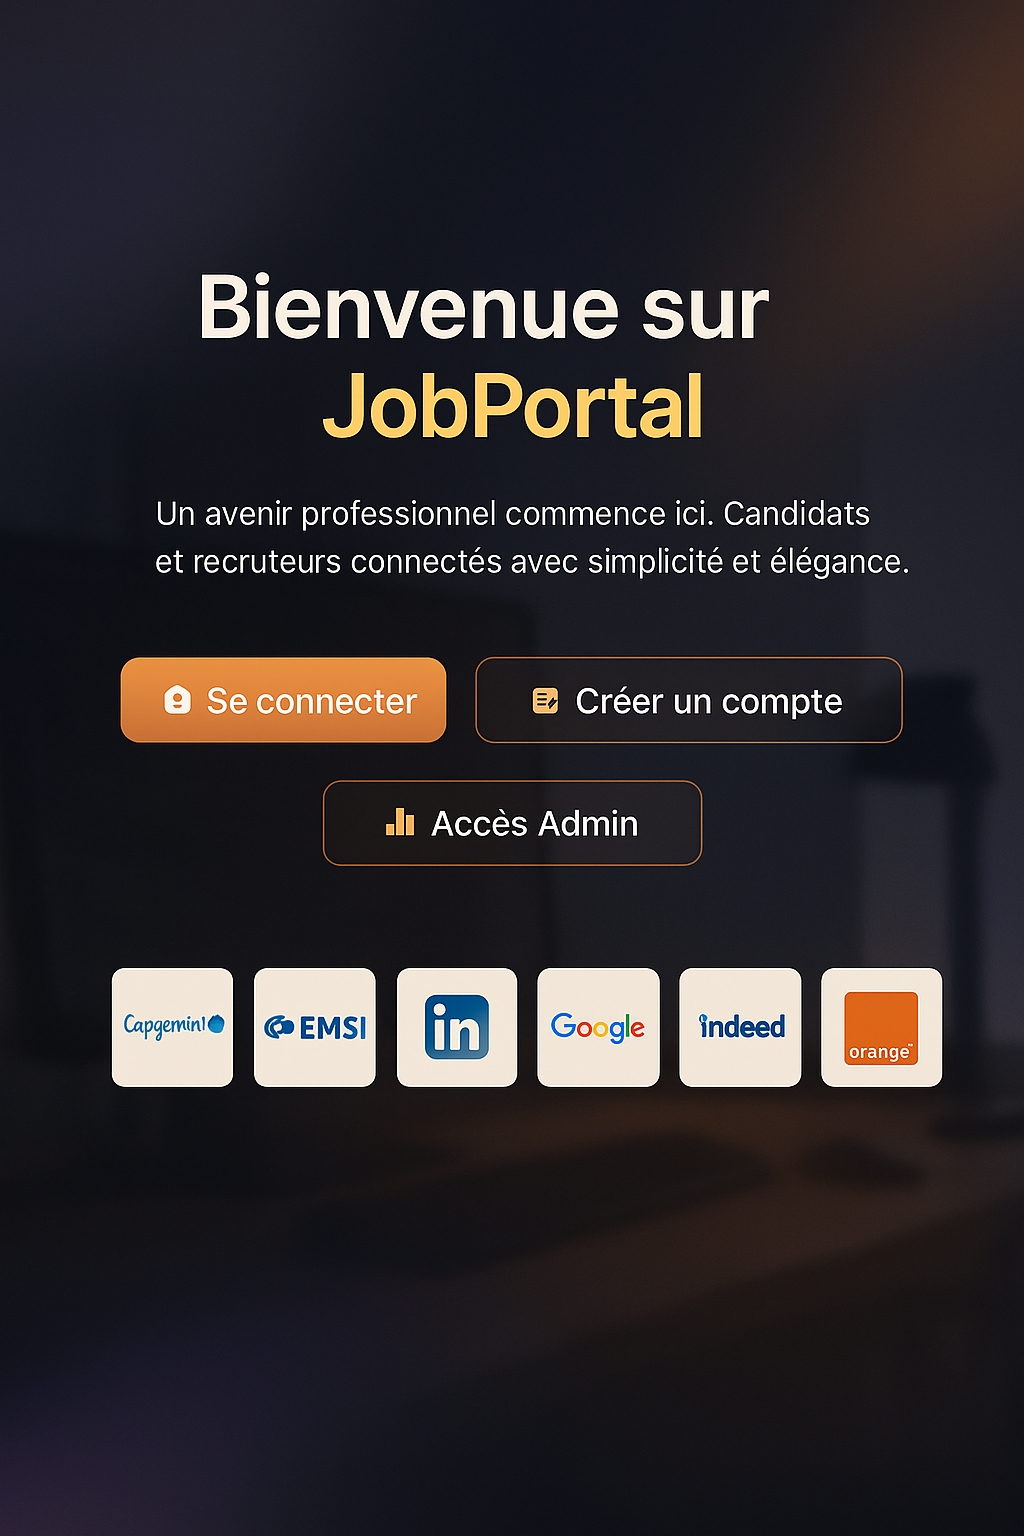 Bienvenue sur
JobPortal
Un avenir professionnel commence ici. Candidats
et recruteurs connectés avec simplicité et élégance.
Se connecter
Créer un compte
Accès Admin
Capgemini
EMSI
in
Google
indeed
orange™